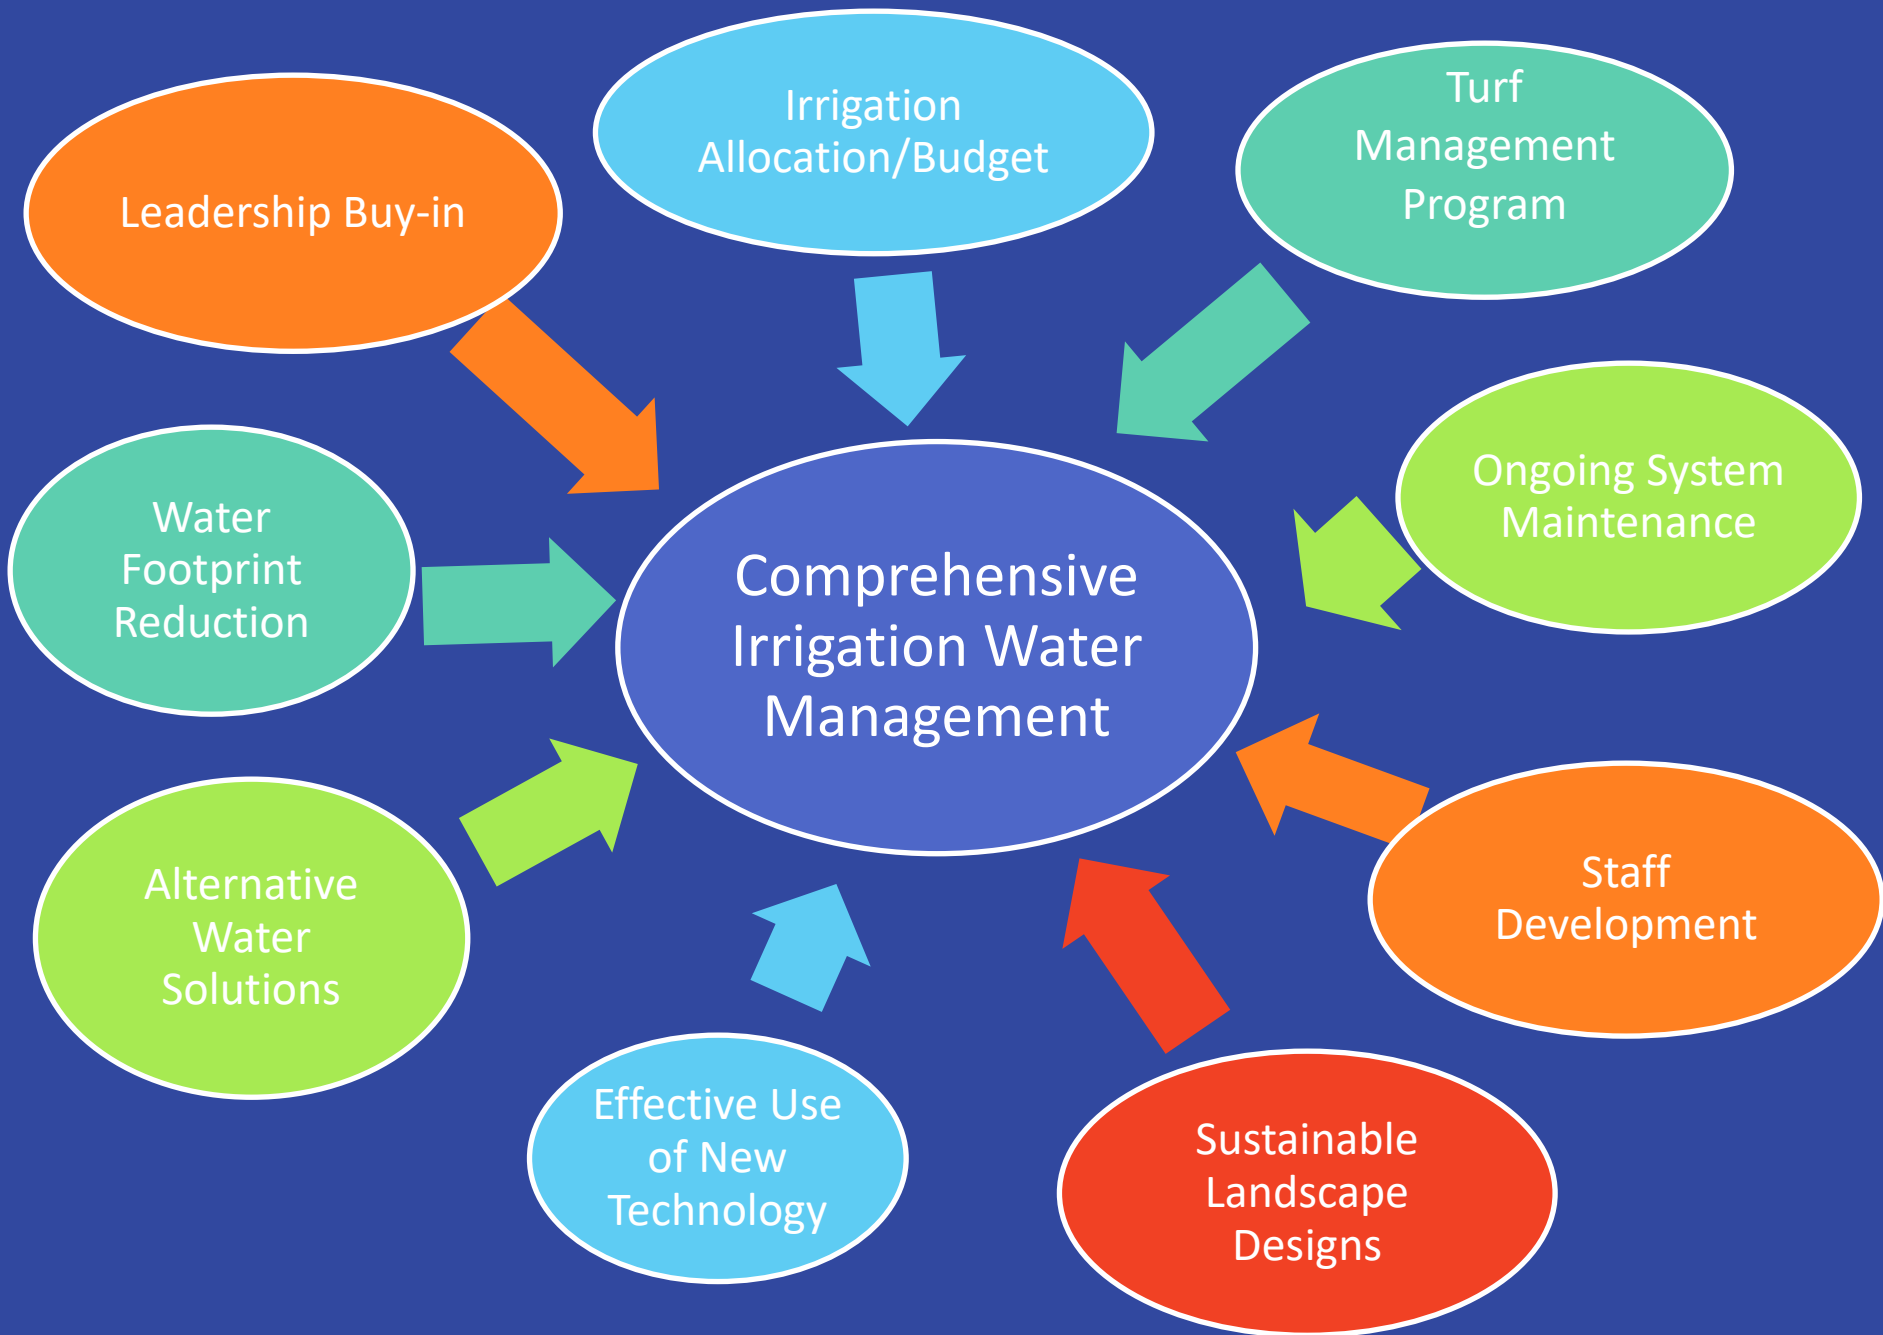 Leadership Buy-in
Irrigation
Allocation/Budget
Turf
Management
Program
Ongoing System
Maintenance
Water
Footprint
Reduction
Comprehensive
Irrigation Water
Management
Alternative
Water
Solutions
Staff
Development
Effective Use
of New
Technology
Sustainable
Landscape
Designs